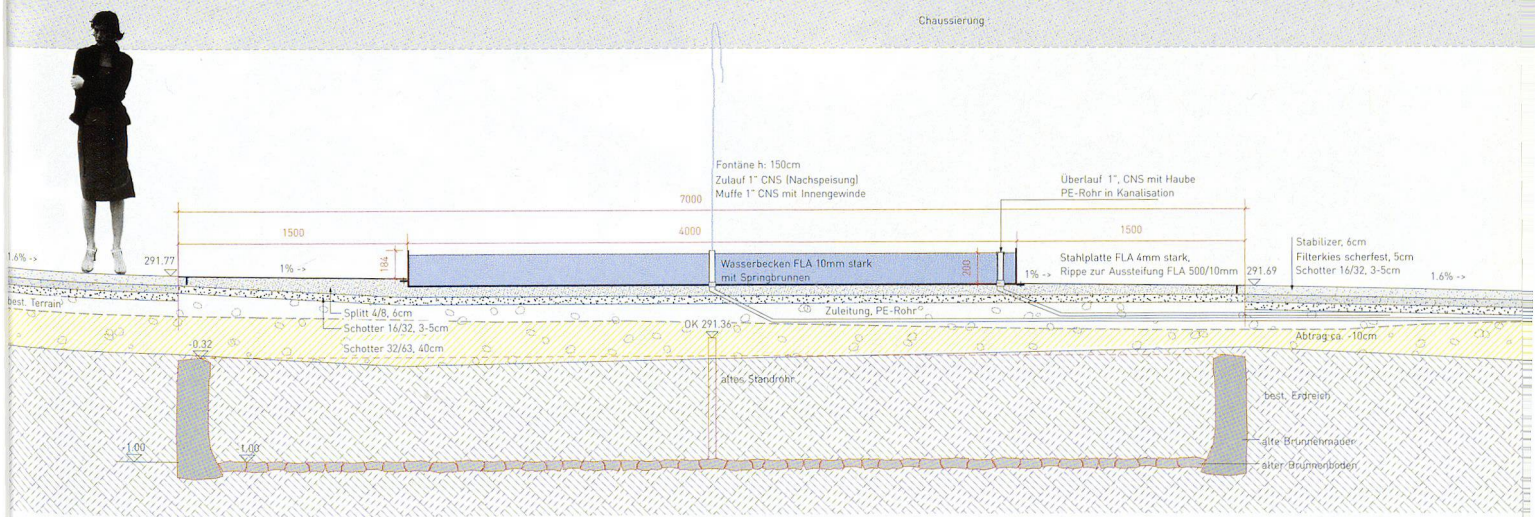 Chaussierung
Fontäne h: 150cm
Zulauf 1" CNS (Nachspeisung)
Muffe 1" CNS mit Innengewinde
Überlauf 1", CNS mit Haube
PE-Rohr in Kanalisation
7000
1500
4000
1500
1.6% ->
291.77
1% ->
184
Wasserbecken FLA 10mm stark
mit Springbrunnen
200
1% ->
Stahlplatte FLA 4mm stark,
Rippe zur Aussteifung FLA 500/10mm
291.69
Stabilizer, 6cm
Filterkies scherfest, 5cm
Schotter 16/32, 3-5cm
1.6% ->
best. Terrain
Splitt 4/8, 6cm
Schotter 16/32, 3-5cm
Schotter 32/63, 40cm
Zuleitung, PE-Rohr
OK 291.36
Abtrag ca. -10cm
-0.32
altes Standrohr
best. Erdreich
-1.00
-1.00
alte Brunnenmauer
alter Brunnenboden